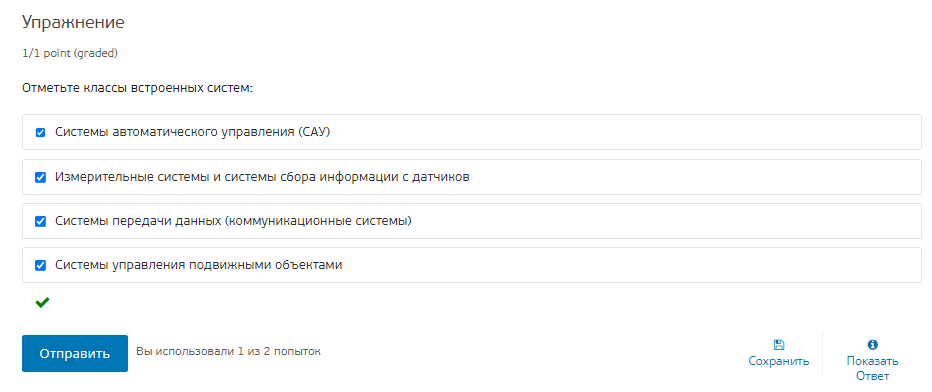 Упражнение
1/1 point (graded)
Отметьте классы встроенных систем:
Системы автоматического управления (САУ)
Измерительные системы и системы сбора информации с датчиков
Системы передачи данных (коммуникационные системы)
Системы управления подвижными объектами
Отправить
Вы использовали 1 из 2 попыток
Сохранить
Показать
Ответ